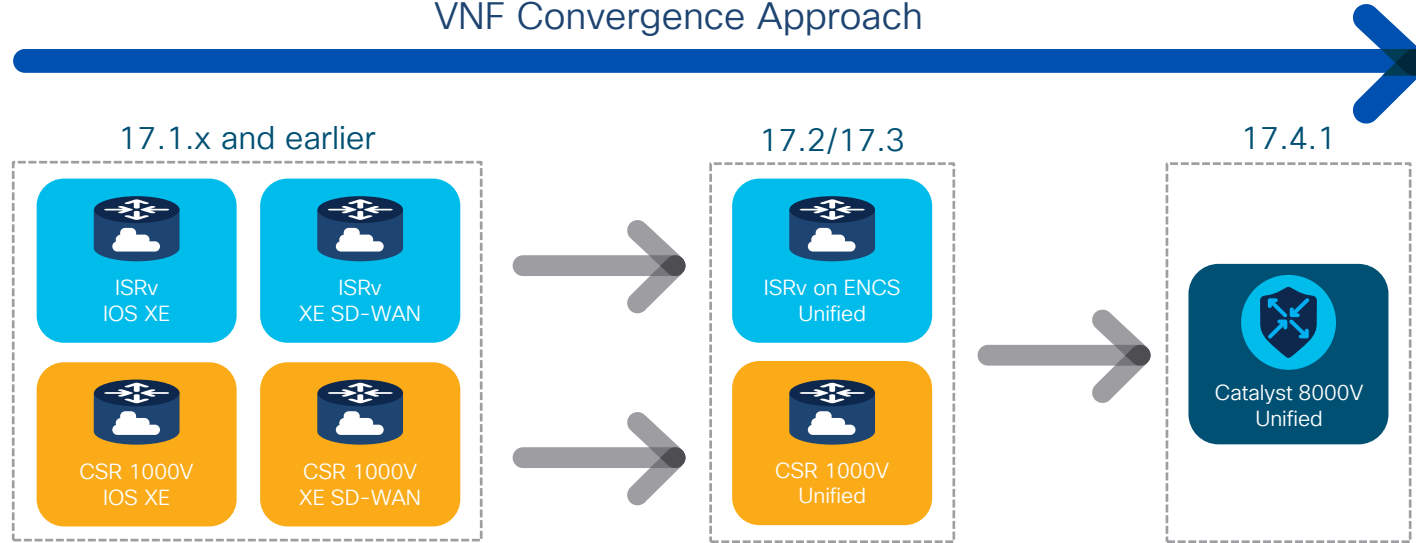 VNF Convergence Approach
17.1.x and earlier
17.2/17.3
17.4.1
ISRv
IOS XE
ISRv
XE SD-WAN
ISRv on ENCS
Unified
CSR 1000V
IOS XE
CSR 1000V
XE SD-WAN
CSR 1000V
Unified
Catalyst 8000V
Unified